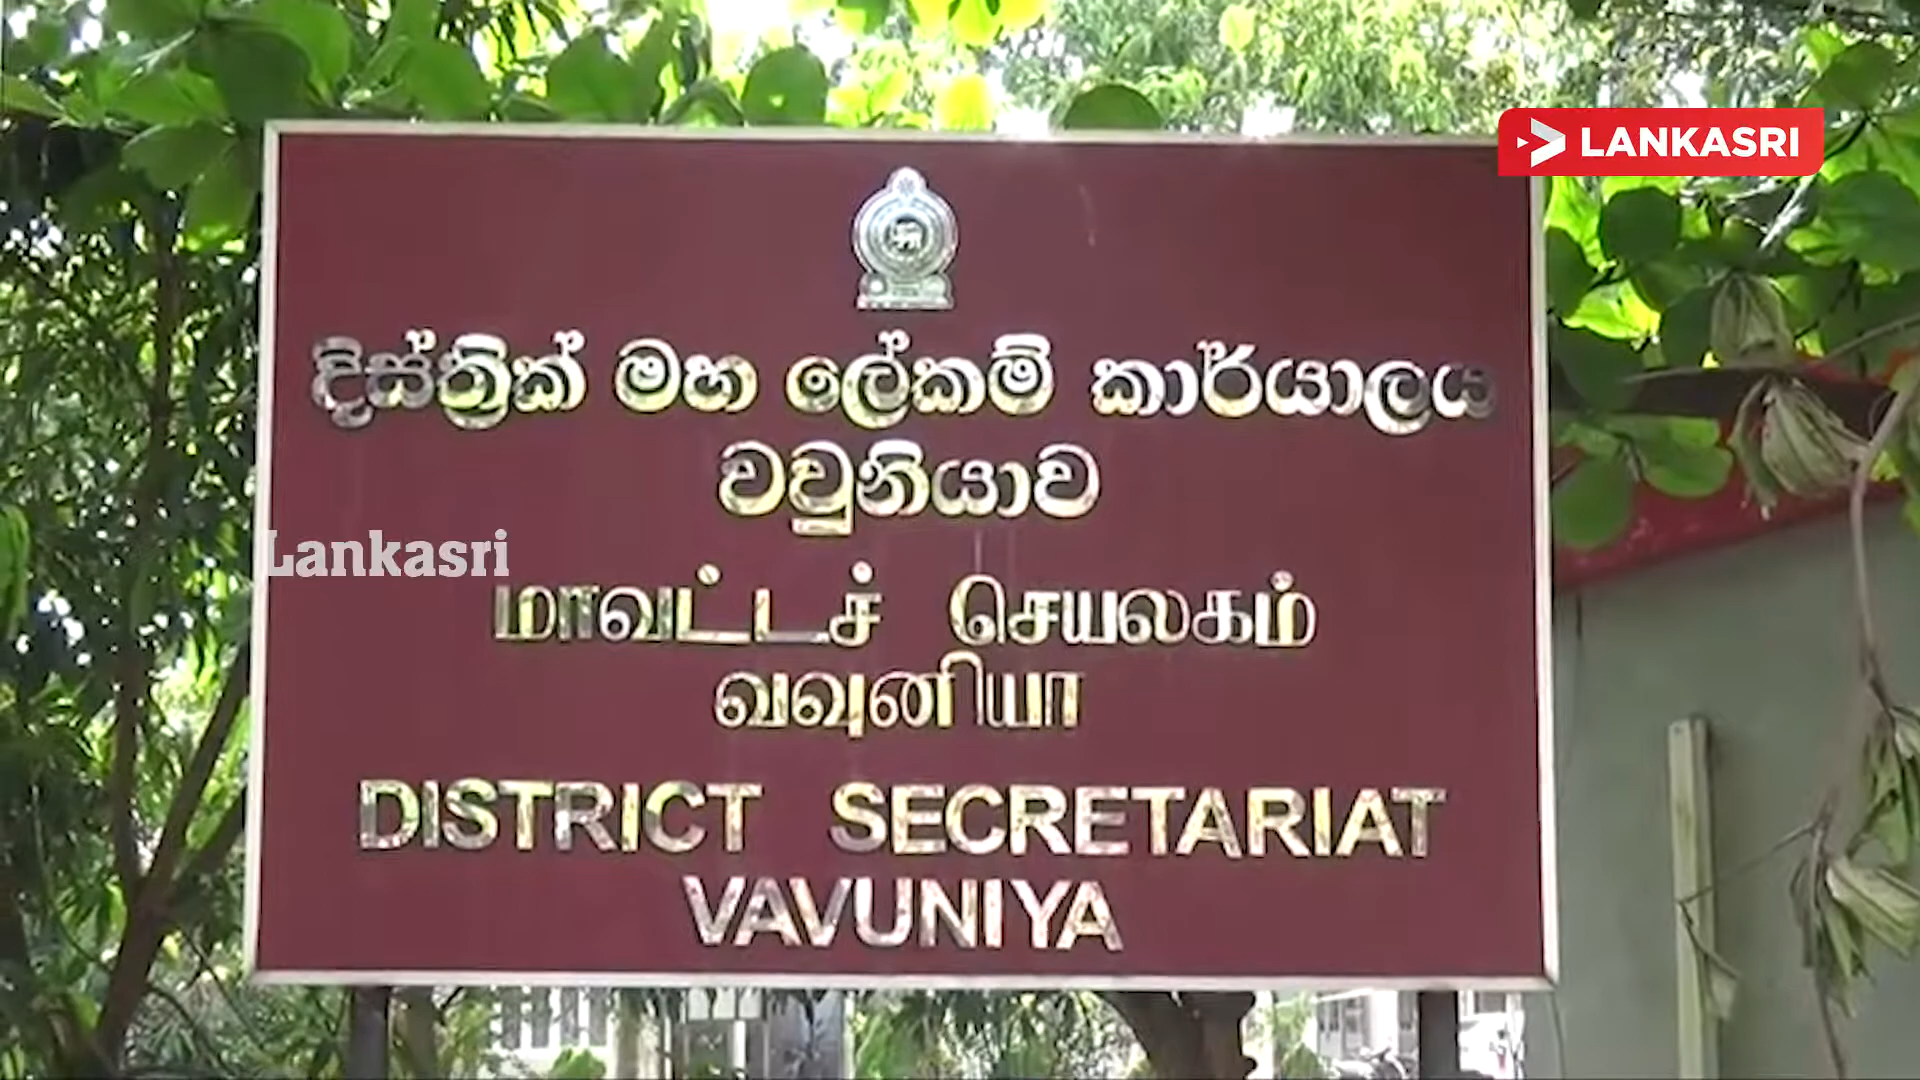 LANKASRI
දිස්ත්‍රික් මහ ලේකම් කාර්යාලය
වවුනියාව
Lankasri
மாவட்டச் செயலகம்
வவுனியா
DISTRICT SECRETARIAT
VAVUNIYA